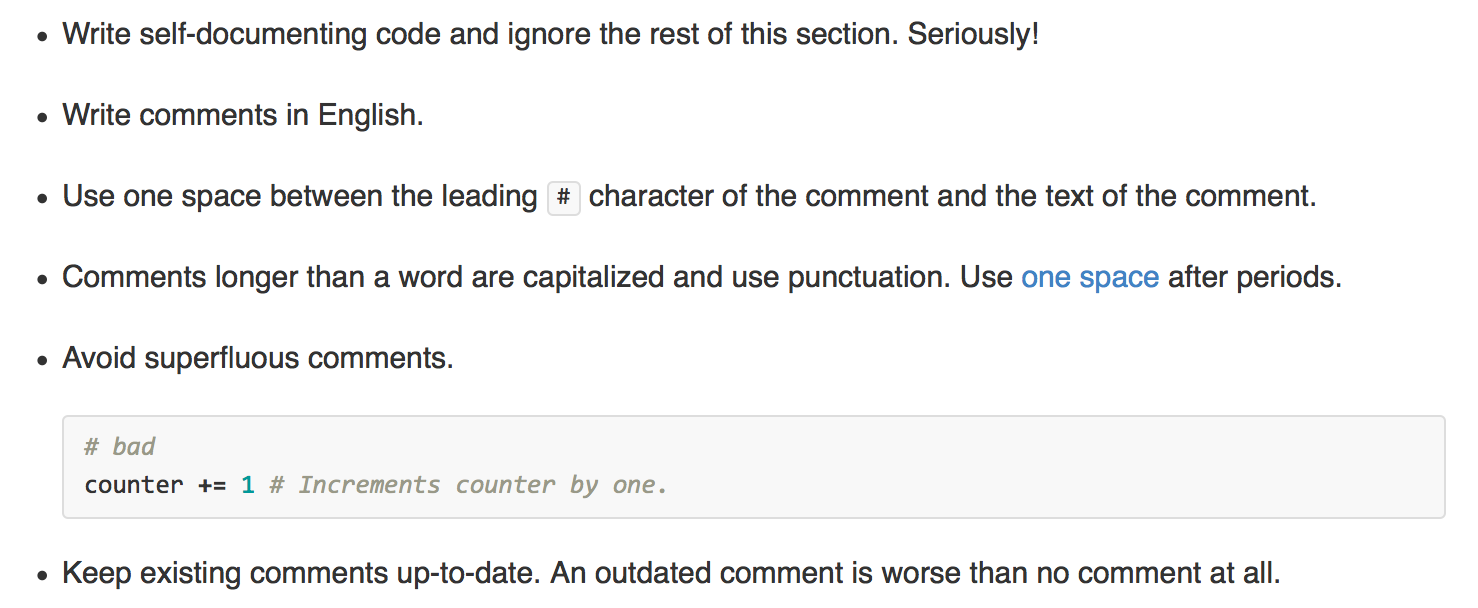 • Write self-documenting code and ignore the rest of this section. Seriously!
• Write comments in English.
• Use one space between the leading # character of the comment and the text of the comment.
• Comments longer than a word are capitalized and use punctuation. Use one space after periods.
• Avoid superfluous comments.
# bad
counter += 1 # Increments counter by one.
• Keep existing comments up-to-date. An outdated comment is worse than no comment at all.